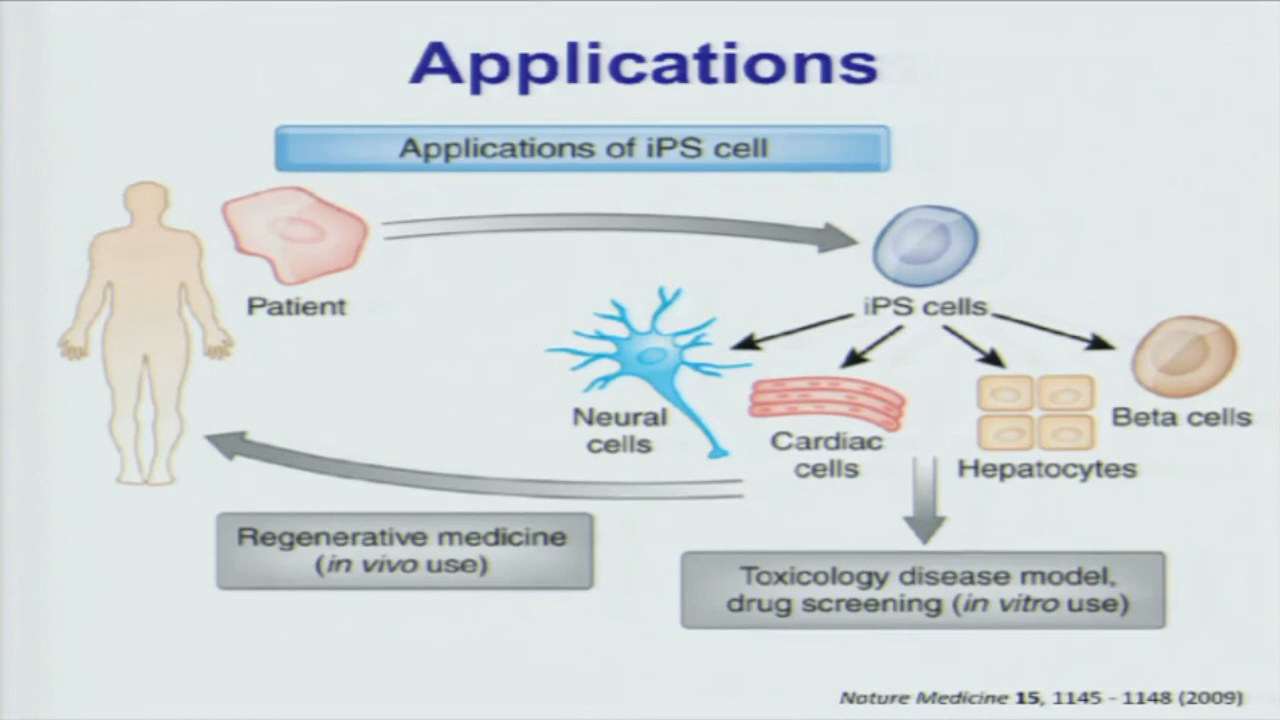 Applications
Applications of iPS cell
Patient
iPS cells
Neural
cells
Cardiac
cells
Hepatocytes
Beta cells
Regenerative medicine
(in vivo use)
Toxicology disease model,
drug screening (in vitro use)
Nature Medicine 15, 1145 - 1148 (2009)